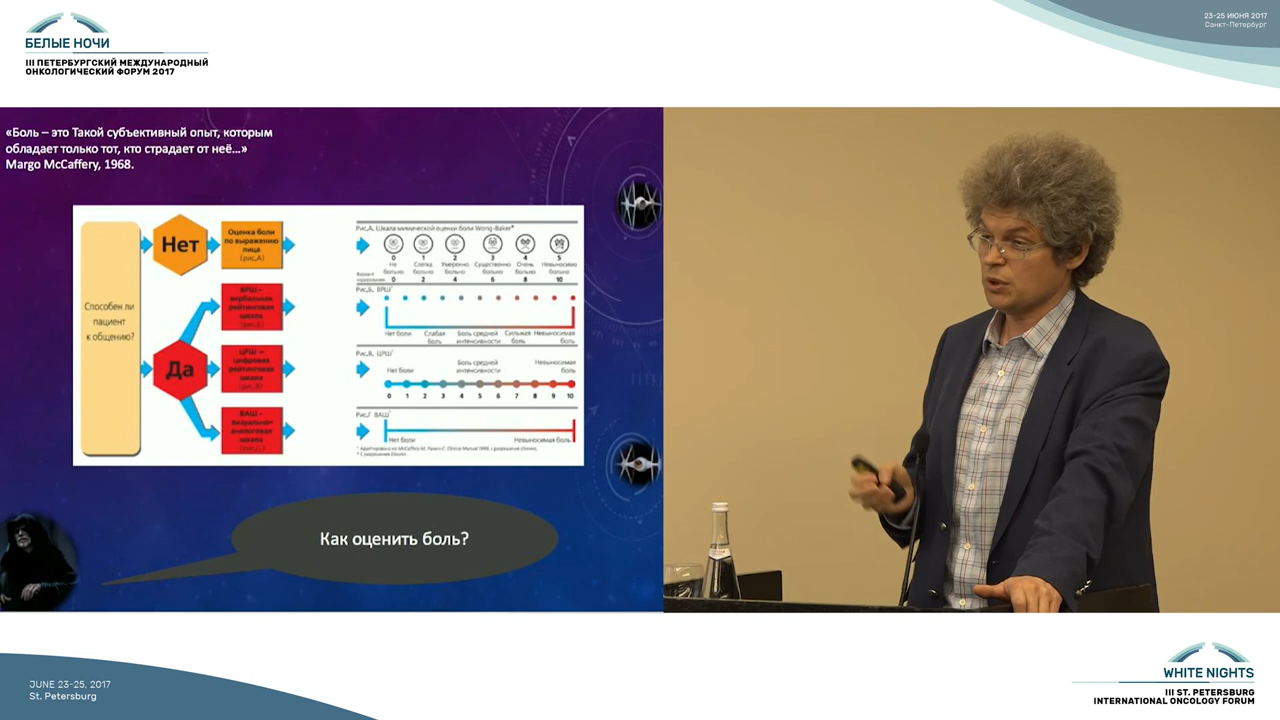 БЕЛЫЕ НОЧИ
III ПЕТЕРБУРГСКИЙ МЕЖДУНАРОДНЫЙ
ОНКОЛОГИЧЕСКИЙ ФОРУМ 2017
23-25 ИЮНЯ 2017
Санкт-Петербург
«Боль – это Такой субъективный опыт, которым
обладает только тот, кто страдает от неё...»
Margo McCaffery, 1968.
Способен ли
пациент
к общению?
Нет
Оценка боли
по выражению
лица
(рис.А)
Да
ВРШ –
вербальная
рейтинговая
шкала
ЦРШ –
цифровая
рейтинговая
шкала
ВАШ –
визуально-
аналоговая
шкала
Рис.А, Шкала мимической оценки боли Wong-Baker*
0 1 2 3 4 5
Не больно
Слегка больно
Умеренно больно
Существенно больно
Очень больно
Невыносимо больно
0 2 4 6 8 10
Рис.Б, ВРШ
Нет боли
Слабая боль
Боль средней интенсивности
Сильная боль
Невыносимая боль
Рис.В, ЦРШ
Нет боли
Боль средней интенсивности
Невыносимая боль
0 1 2 3 4 5 6 7 8 9 10
Рис.Г ВАШ
Нет боли
Невыносимая боль
Как оценить боль?
JUNE 23-25, 2017
St. Petersburg
WHITE NIGHTS
III ST. PETERSBURG
INTERNATIONAL ONCOLOGY FORUM